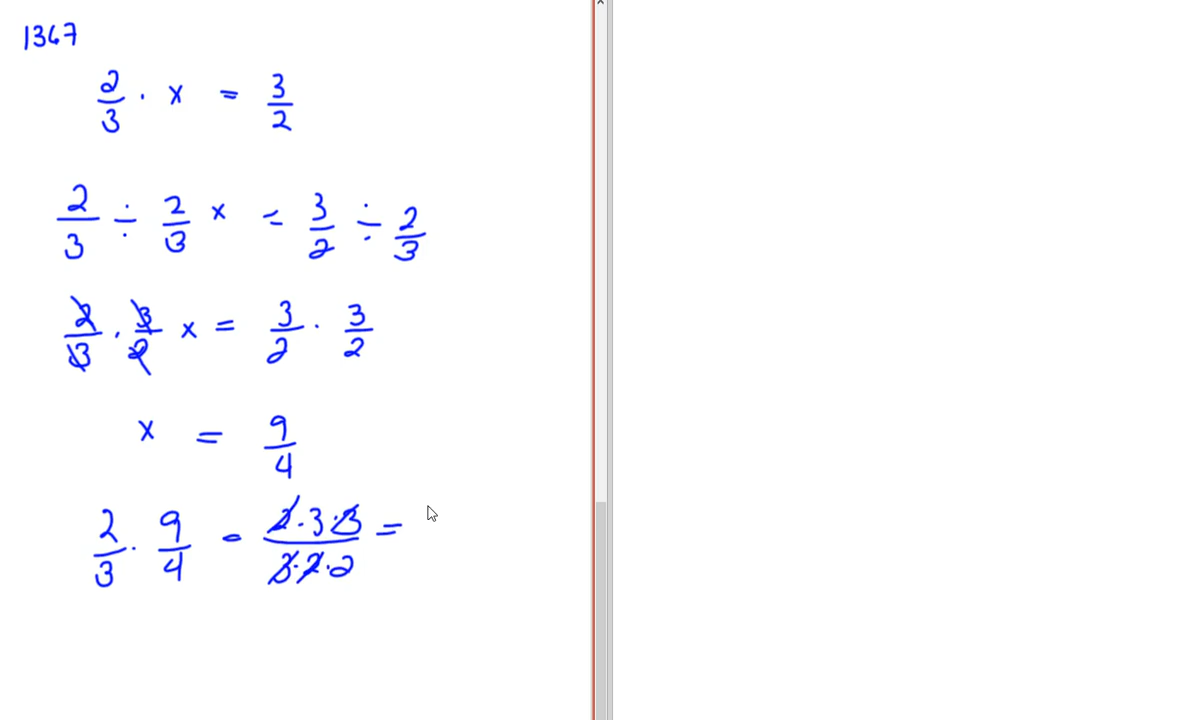 1367
2/3 · x = 3/2
2/3 ÷ 2/3 x = 3/2 ÷ 2/3
2/3 · 3/2 x = 3/2 · 3/2
x = 9/4
2/3 · 9/4 = 2·3·3/3·2·2 =